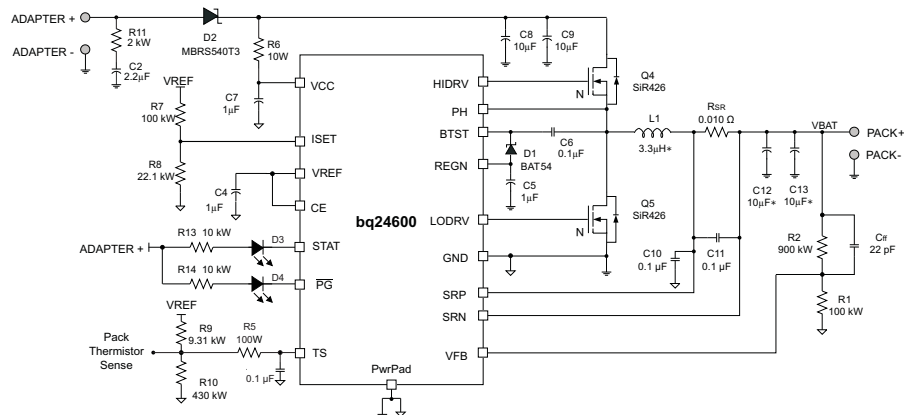 ADAPTER +
ADAPTER -
R11
2 kW
C2
2.2μF
D2
MBRS540T3
R6
10W
C7
1μF
VREF
R7
100 kW
R8
22.1 kW
C4
1μF
ADAPTER +
R13 10 kW
D3
R14 10 kW
D4
VREF
R9
9.31 kW
Pack
Thermistor
Sense
R5
100W
R10
430 kW
0.1 μF
VCC
ISET
VREF
CE
STAT
PG
TS
bq24600
PwrPad
HIDRV
PH
BTST
REGN
LODRV
GND
SRP
SRN
VFB
C8
10μF
C9
10μF
Q4
SiR426
N
C6
0.1μF
D1
BAT54
C5
1μF
Q5
SiR426
N
L1
3.3μH*
RSR
0.010 Ω
C10
0.1 μF
C11
0.1 μF
VBAT
PACK+
PACK-
C12
10μF*
C13
10μF*
R2
900 kW
Cff
22 pF
R1
100 kW